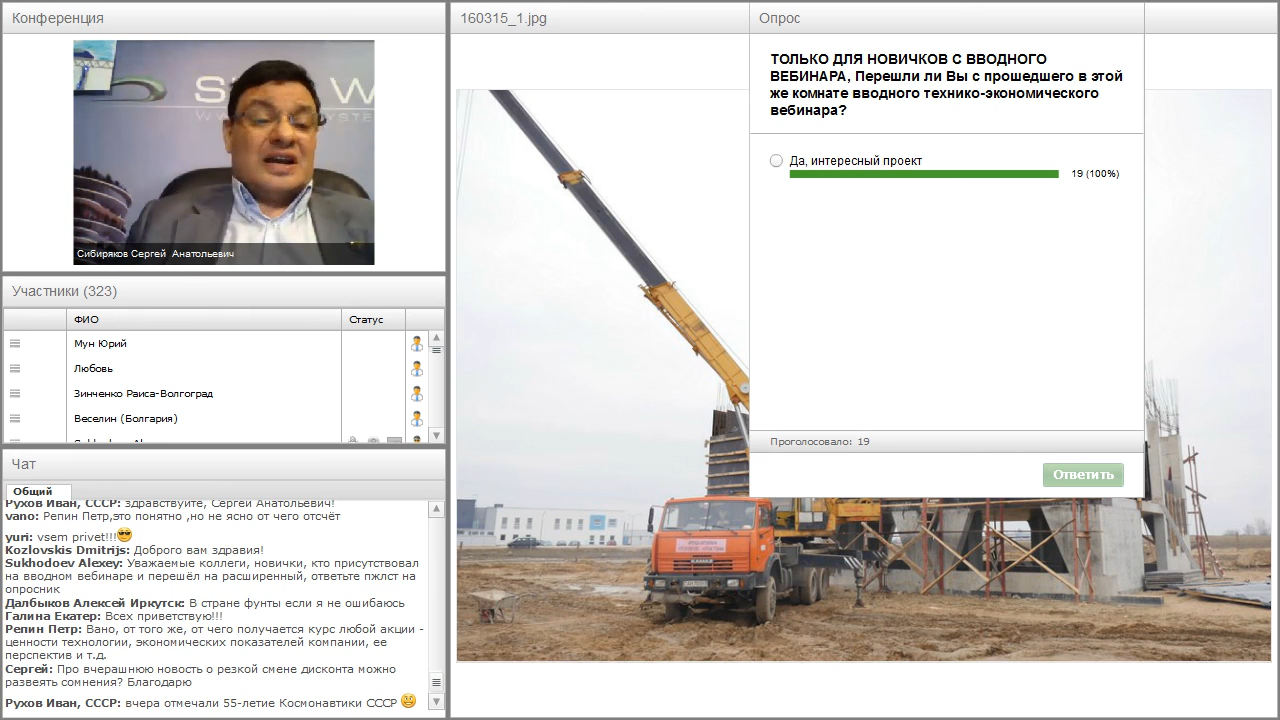 Конференция
Сибиряков Сергей Анатольевич
Участники (323)
ФИО
Статус
Мун Юрий
Любовь
Зинченко Раиса-Волгоград
Веселин (Болгария)
Чат
Общий
Рухов Иван, СССР: здравствуйте, Сергей Анатольевич!
vano: Репин Петр,это понятно ,но не ясно от чего отсчёт
yuri: vsem privet!!!
Kozlovskis Dmitrijs: Доброго вам здравия!
Sukhodoev Alexey: Уважаемые коллеги, новички, кто присутствовал
на вводном вебинаре и перешёл на расширенный, ответьте пжлста на
опросник
Далбыков Алексей Иркутск: В стране фунты если я не ошибаюсь
Галина Екатер: Всех приветствую!!!
Репин Петр: Вано, от того же, от чего получается курс любой акции -
ценности технологии, экономических показателей компании, ее
перспектив и т.д.
Сергей: Про вчерашнюю новость о резкой смене дисконта можно
развеять сомнения? Благодарю
Рухов Иван, СССР: вчера отмечали 55-летие Космонавтики СССР
160315_1.jpg
Опрос
ТОЛЬКО ДЛЯ НОВИЧКОВ С ВВОДНОГО
ВЕБИНАРА, Перешли ли Вы с прошедшего в этой
же комнате вводного технико-экономического
вебинара?
Да, интересный проект
19 (100%)
Проголосовало: 19
Ответить